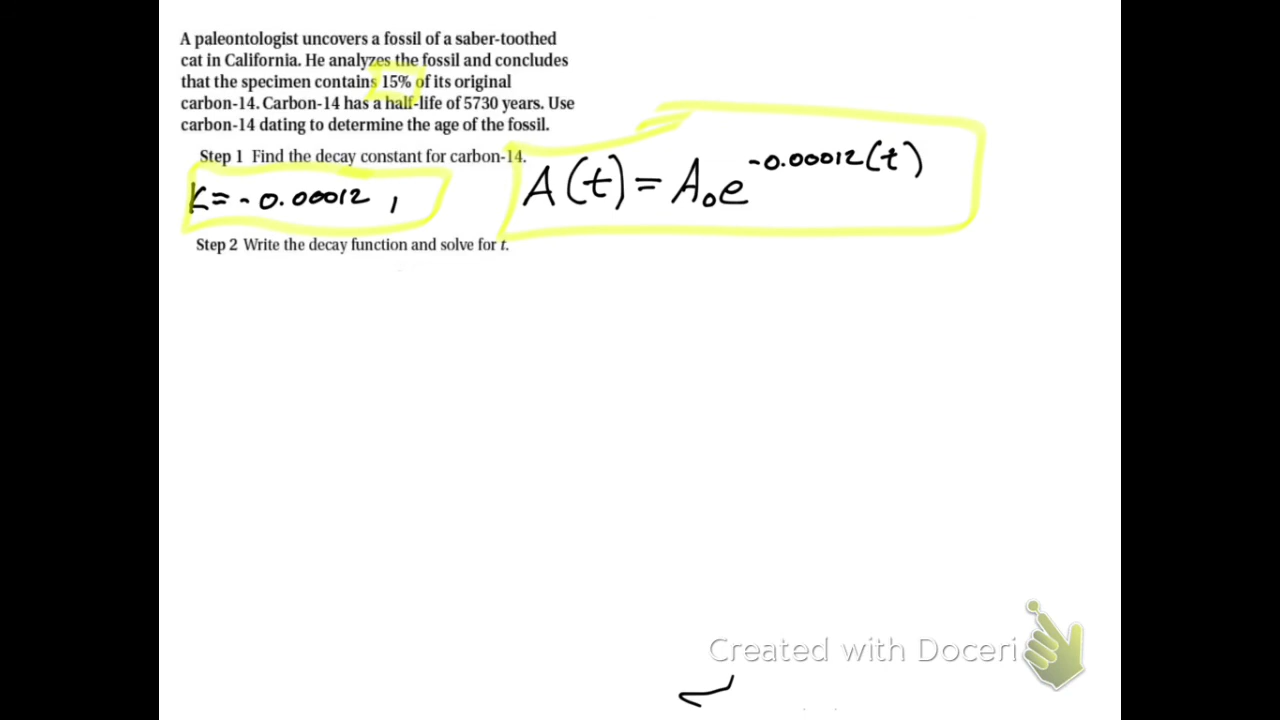 A paleontologist uncovers a fossil of a saber-toothed
cat in California. He analyzes the fossil and concludes
that the specimen contains 15% of its original
carbon-14. Carbon-14 has a half-life of 5730 years. Use
carbon-14 dating to determine the age of the fossil.
Step 1 Find the decay constant for carbon-14.
K = -0.00012 ,
A(t) = A₀e^-0.00012(t)
Step 2 Write the decay function and solve for t.
Created with Doceri